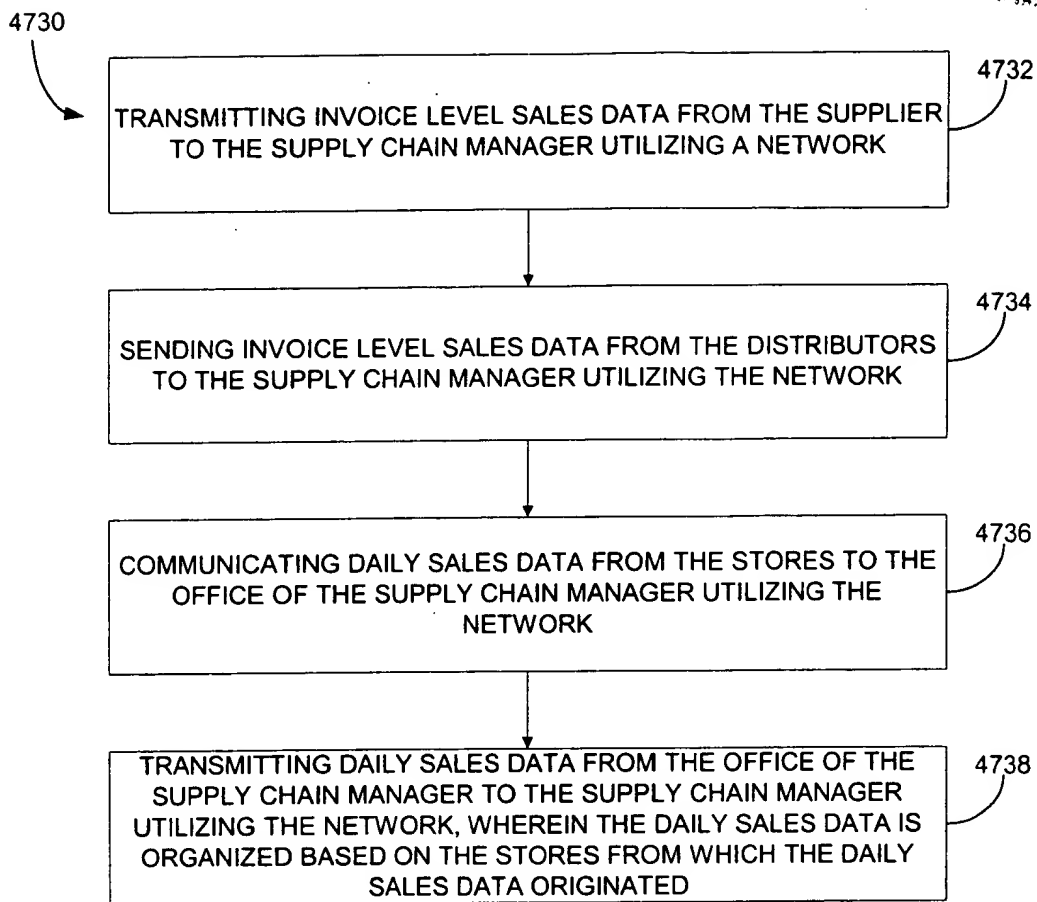 4730
4732
TRANSMITTING INVOICE LEVEL SALES DATA FROM THE SUPPLIER
TO THE SUPPLY CHAIN MANAGER UTILIZING A NETWORK
4734
SENDING INVOICE LEVEL SALES DATA FROM THE DISTRIBUTORS
TO THE SUPPLY CHAIN MANAGER UTILIZING THE NETWORK
4736
COMMUNICATING DAILY SALES DATA FROM THE STORES TO THE
OFFICE OF THE SUPPLY CHAIN MANAGER UTILIZING THE
NETWORK
4738
TRANSMITTING DAILY SALES DATA FROM THE OFFICE OF THE
SUPPLY CHAIN MANAGER TO THE SUPPLY CHAIN MANAGER
UTILIZING THE NETWORK, WHEREIN THE DAILY SALES DATA IS
ORGANIZED BASED ON THE STORES FROM WHICH THE DAILY
SALES DATA ORIGINATED